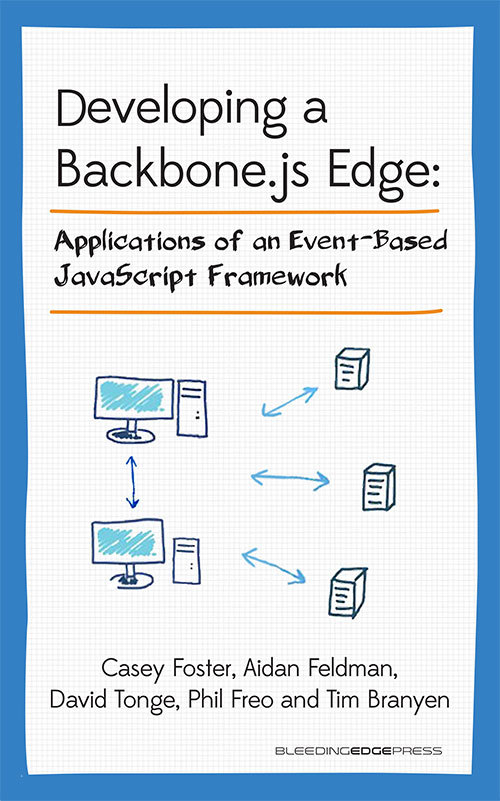 Developing a
Backbone.js Edge:
Applications of an Event-Based
JavaScript Framework
Casey Foster, Aidan Feldman,
David Tonge, Phil Freo and Tim Branyen
BLEEDINGEDGEPRESS